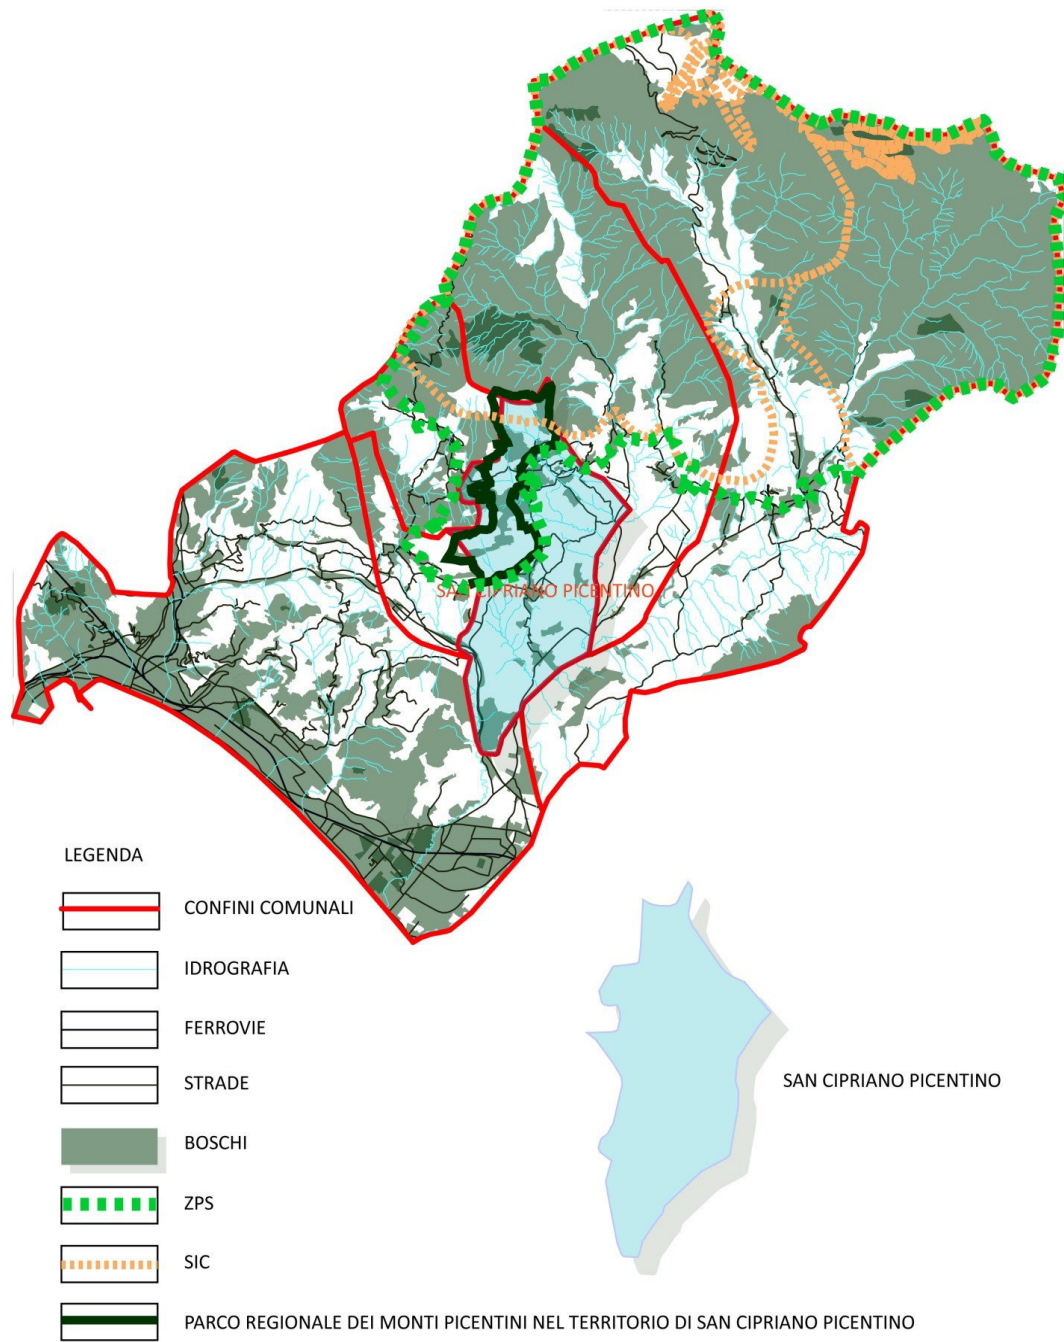 SAN CIPRIANO PICENTINO
LEGENDA
CONFINI COMUNALI
IDROGRAFIA
FERROVIE
STRADE
SAN CIPRIANO PICENTINO
BOSCHI
ZPS
SIC
PARCO REGIONALE DEI MONTI PICENTINI NEL TERRITORIO DI SAN CIPRIANO PICENTINO